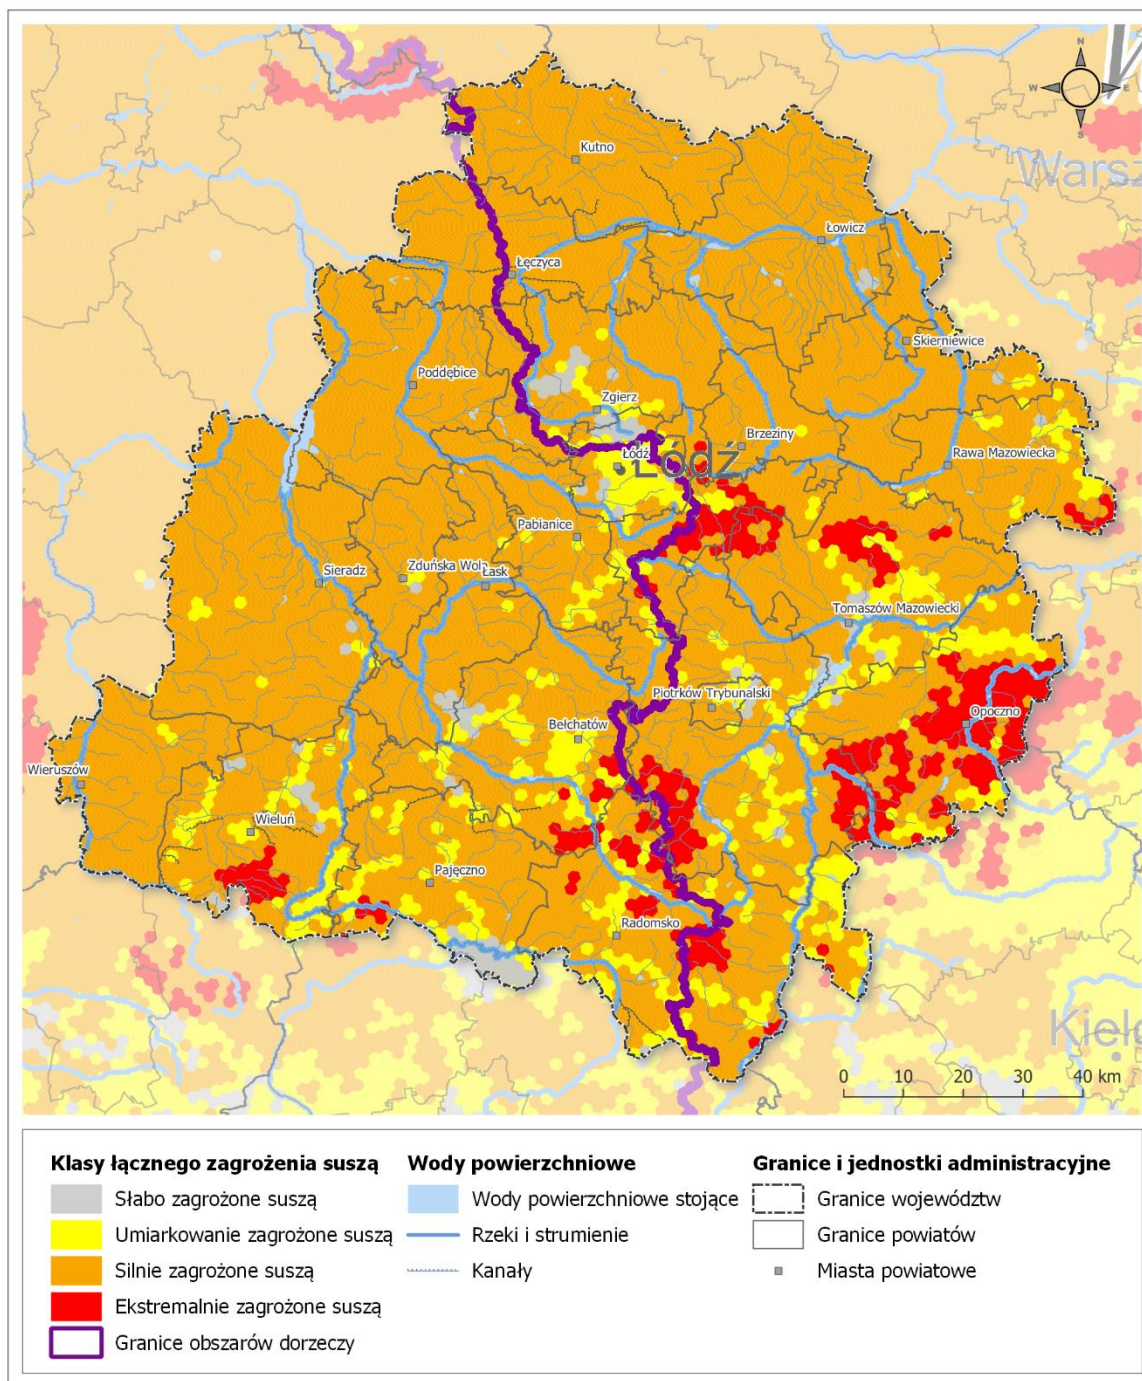 N
W E
S
Warsz
Kutno
Łowicz
Łęczyca
Skierniewice
Poddębice
Zgierz
Brzeziny
Łódź
Łódź
Rawa Mazowiecka
Pabianice
Zduńska Wola
Łask
Sieradz
Tomaszów Mazowiecki
Piotrków Trybunalski
Opoczno
Bełchatów
Wieruszów
Wieluń
Pajęczno
Radomsko
Kiel
0 10 20 30 40 km
Klasy łącznego zagrożenia suszą
Słabo zagrożone suszą
Umiarkowanie zagrożone suszą
Silnie zagrożone suszą
Ekstremalnie zagrożone suszą
Granice obszarów dorzeczy
Wody powierzchniowe
Wody powierzchniowe stojące
Rzeki i strumienie
Kanały
Granice i jednostki administracyjne
Granice województw
Granice powiatów
Miasta powiatowe